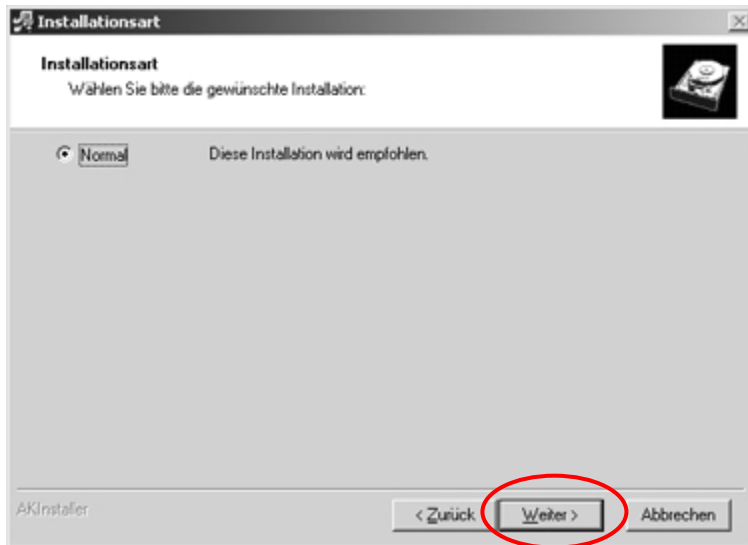 Installationsart
Installationsart
Wählen Sie bitte die gewünschte Installation:
Normal Diese Installation wird empfohlen.
AKInstaller
< Zurück Weiter > Abbrechen